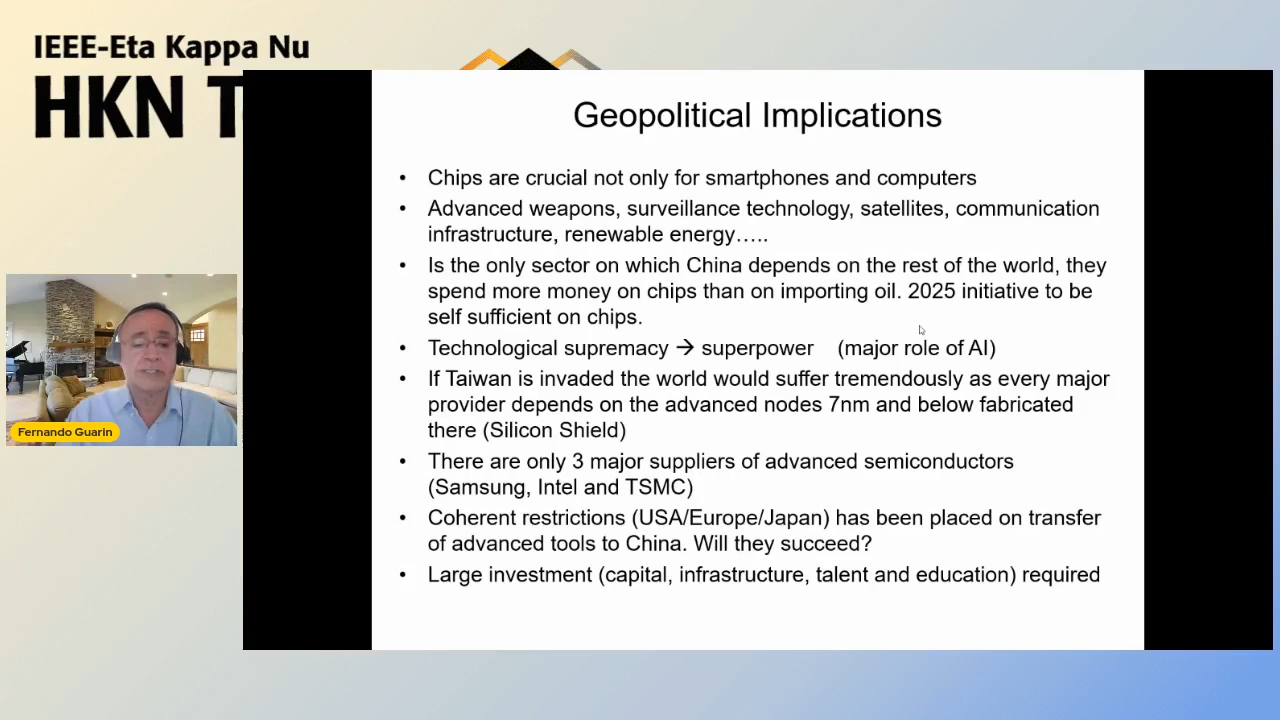 IEEE-Eta Kappa Nu
HKN T
Geopolitical Implications
• Chips are crucial not only for smartphones and computers
• Advanced weapons, surveillance technology, satellites, communication
infrastructure, renewable energy…..
• Is the only sector on which China depends on the rest of the world, they
spend more money on chips than on importing oil. 2025 initiative to be
self sufficient on chips.
• Technological supremacy → superpower (major role of AI)
• If Taiwan is invaded the world would suffer tremendously as every major
provider depends on the advanced nodes 7nm and below fabricated
there (Silicon Shield)
• There are only 3 major suppliers of advanced semiconductors
(Samsung, Intel and TSMC)
• Coherent restrictions (USA/Europe/Japan) has been placed on transfer
of advanced tools to China. Will they succeed?
• Large investment (capital, infrastructure, talent and education) required
Fernando Guarin